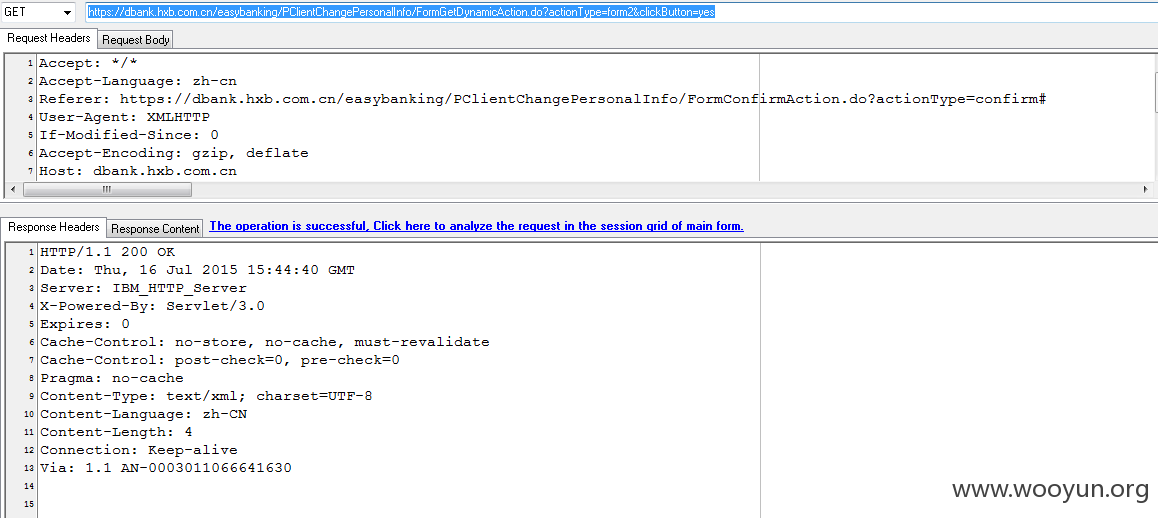 GET https://dbank.hxb.com.cn/easybanking/PClientChangePersonalInfo/FormGetDynamicAction.do?actionType=form2&clickButton=yes
Request Headers Request Body
1 Accept: */*
2 Accept-Language: zh-cn
3 Referer: https://dbank.hxb.com.cn/easybanking/PClientChangePersonalInfo/FormConfirmAction.do?actionType=confirm#
4 User-Agent: XMLHTTP
5 If-Modified-Since: 0
6 Accept-Encoding: gzip, deflate
7 Host: dbank.hxb.com.cn
Response Headers Response Content The operation is successful, Click here to analyze the request in the session grid of main form.
1 HTTP/1.1 200 OK
2 Date: Thu, 16 Jul 2015 15:44:40 GMT
3 Server: IBM_HTTP_Server
4 X-Powered-By: Servlet/3.0
5 Expires: 0
6 Cache-Control: no-store, no-cache, must-revalidate
7 Cache-Control: post-check=0, pre-check=0
8 Pragma: no-cache
9 Content-Type: text/xml; charset=UTF-8
10 Content-Language: zh-CN
11 Content-Length: 4
12 Connection: Keep-alive
13 Via: 1.1 AN-0003011066641630
14
15
www.wooyun.org